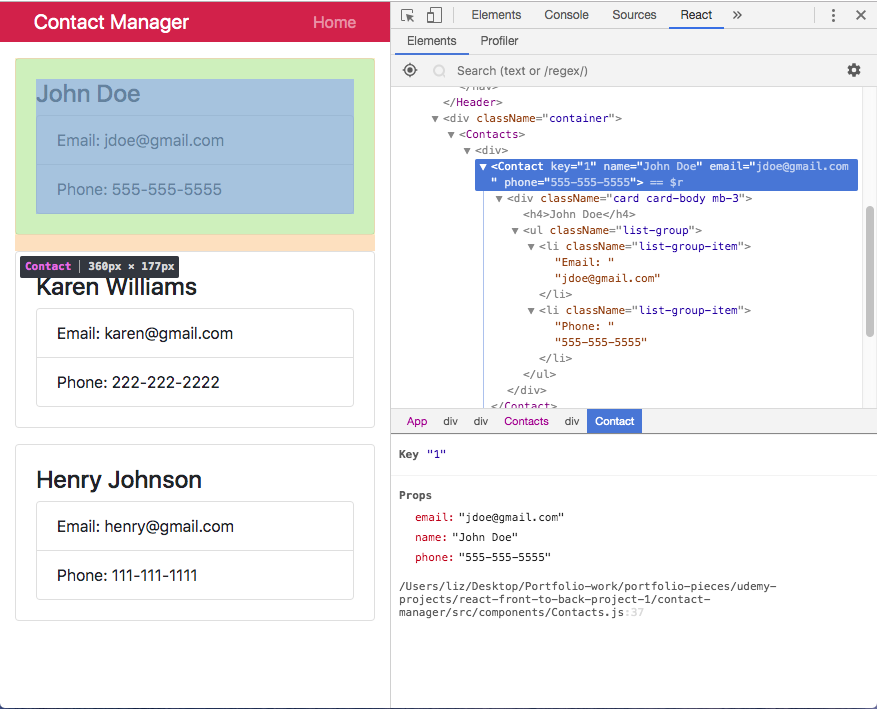 Contact Manager
Home
John Doe
Email: jdoe@gmail.com
Phone: 555-555-5555
Contact | 360px × 177px
Karen Williams
Email: karen@gmail.com
Phone: 222-222-2222
Henry Johnson
Email: henry@gmail.com
Phone: 111-111-1111
Elements Console Sources React »
Elements Profiler
Search (text or /regex/)
</nav>
</Header>
▼<div className="container">
▼<Contacts>
▼<div>
▼<Contact key="1" name="John Doe" email="jdoe@gmail.com
" phone="555-555-5555"> == $r
▼<div className="card card-body mb-3">
<h4>John Doe</h4>
▼<ul className="list-group">
▼<li className="list-group-item">
"Email: "
"jdoe@gmail.com"
</li>
▼<li className="list-group-item">
"Phone: "
"555-555-5555"
</li>
</ul>
</div>
</Contact>
App div div Contacts div Contact
Key "1"
Props
email: "jdoe@gmail.com"
name: "John Doe"
phone: "555-555-5555"
/Users/liz/Desktop/Portfolio-work/portfolio-pieces/udemy-
projects/react-front-to-back-project-1/contact-
manager/src/components/Contacts.js:37